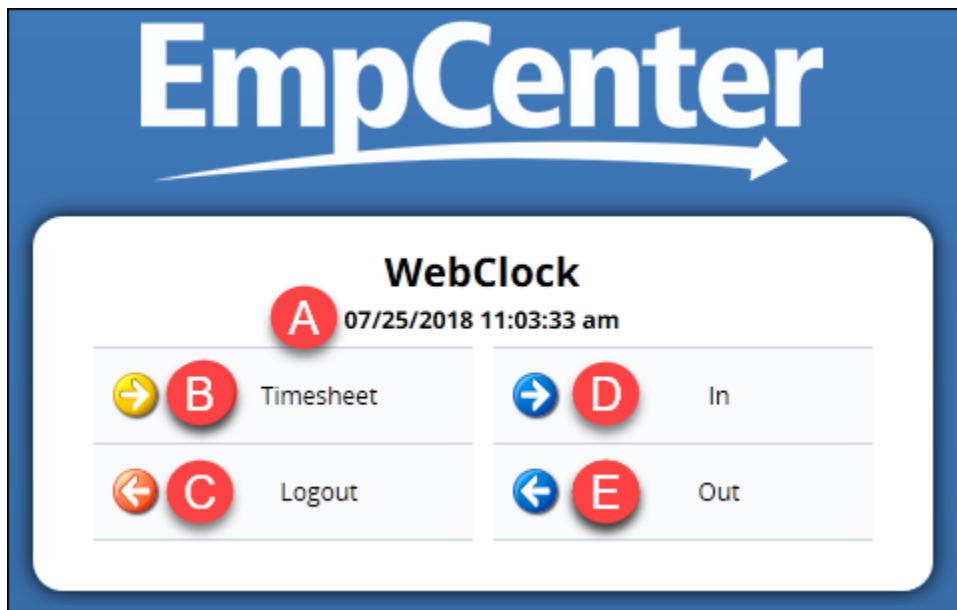 EmpCenter
WebClock
A 07/25/2018 11:03:33 am
B Timesheet D In
C Logout E Out